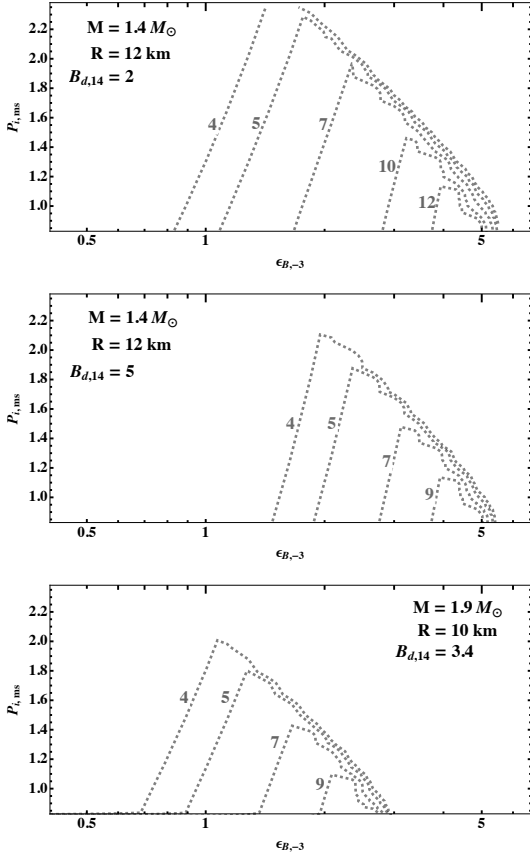 M = 1.4 M⊙
R = 12 km
B_{d,14} = 2
P_{i,ms}
2.2
2.0
1.8
1.6
1.4
1.2
1.0
4
5
7
10
12
0.5
1
5
ϵ_{B,−3}
M = 1.4 M⊙
R = 12 km
B_{d,14} = 5
P_{i,ms}
2.2
2.0
1.8
1.6
1.4
1.2
1.0
4
5
7
9
0.5
1
5
ϵ_{B,−3}
M = 1.9 M⊙
R = 10 km
B_{d,14} = 3.4
P_{i,ms}
2.2
2.0
1.8
1.6
1.4
1.2
1.0
4
5
7
9
0.5
1
5
ϵ_{B,−3}